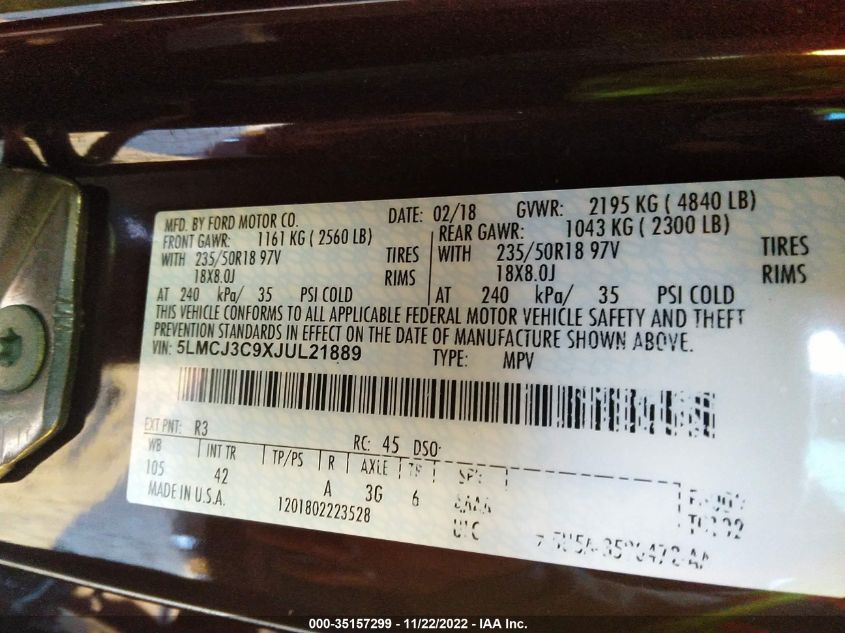 MFD. BY FORD MOTOR CO. DATE: 02/18 GVWR: 2195 KG ( 4840 LB)
FRONT GAWR: 1161 KG ( 2560 LB) REAR GAWR: 1043 KG ( 2300 LB)
WITH 235/50R18 97V TIRES WITH 235/50R18 97V TIRES
18X8.0J RIMS 18X8.0J RIMS
AT 240 kPa/ 35 PSI COLD AT 240 kPa/ 35 PSI COLD
THIS VEHICLE CONFORMS TO ALL APPLICABLE FEDERAL MOTOR VEHICLE SAFETY AND THEFT
PREVENTION STANDARDS IN EFFECT ON THE DATE OF MANUFACTURE SHOWN ABOVE.
VIN: 5LMCJ3C9XJUL21889 TYPE: MPV
EXT PNT: R3 RC: 45 DSO:
WB INT TR TP/PS R AXLE TR SPR
105 42 A 3G 6
MADE IN U.S.A. 1201802223528
000-35157299 - 11/22/2022 - IAA Inc.